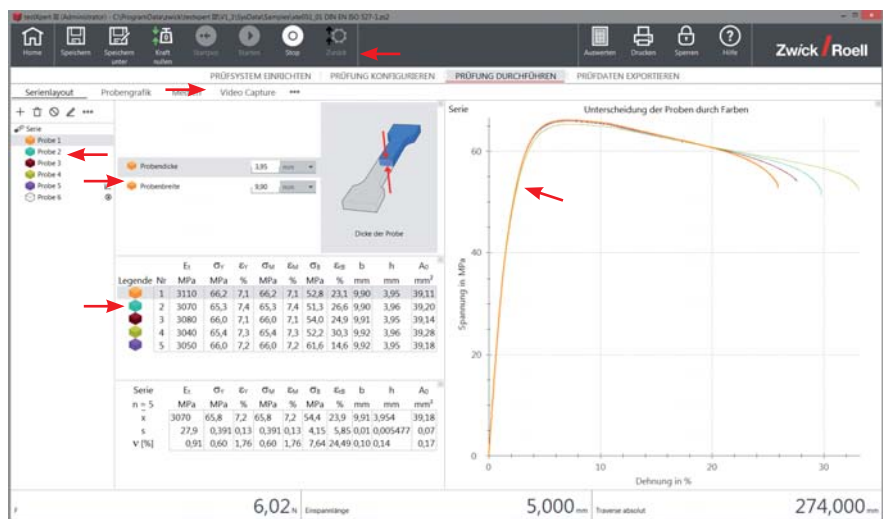 testXpert III (Administrator) - C:\ProgramData\zwick\testXpert III\V1_2\SysData\Samples\ate051_01 DIN EN ISO 527-1.zs2
Home Speichern Speichern unter Kraft nullen Startpos Starten Stop Zurück Auswerten Drucken Sperren Hilfe Zwick / Roell
PRÜFSYSTEM EINRICHTEN PRÜFUNG KONFIGURIEREN PRÜFUNG DURCHFÜHREN PRÜFDATEN EXPORTIEREN
Serienlayout Probengrafik Video Capture •••
Serie
Probe 1
Probe 2
Probe 3
Probe 4
Probe 5
Probe 6
Probendicke 3,95 mm
Probenbreite 9,90 mm
Dicke der Probe
Et σY εY σM εM σB εtB b h A0
Legende Nr MPa MPa % MPa % MPa % mm mm mm²
1 3110 66,2 7,1 66,2 7,1 52,8 23,1 9,90 3,95 39,11
2 3070 65,3 7,4 65,3 7,4 51,3 26,6 9,90 3,96 39,20
3 3080 66,0 7,1 66,0 7,1 54,0 24,9 9,91 3,95 39,14
4 3040 65,4 7,3 65,4 7,3 52,2 30,3 9,92 3,96 39,28
5 3050 66,0 7,2 66,0 7,2 61,6 14,6 9,92 3,95 39,18
Serie Et σY εY σM εM σB εtB b h A0
n = 5 MPa MPa % MPa % MPa % mm mm mm²
x̄ 3070 65,8 7,2 65,8 7,2 54,4 23,9 9,91 3,954 39,18
s 27,9 0,391 0,13 0,391 0,13 4,15 5,85 0,01 0,005477 0,07
ν [%] 0,91 0,60 1,76 0,60 1,76 7,64 24,49 0,10 0,14 0,17
Serie Unterscheidung der Proben durch Farben
Spannung in MPa
60
40
20
0
0 10 20 30
Dehnung in %
F 6,02 N Einspannlänge 5,000 mm Traverse absolut 274,000 mm